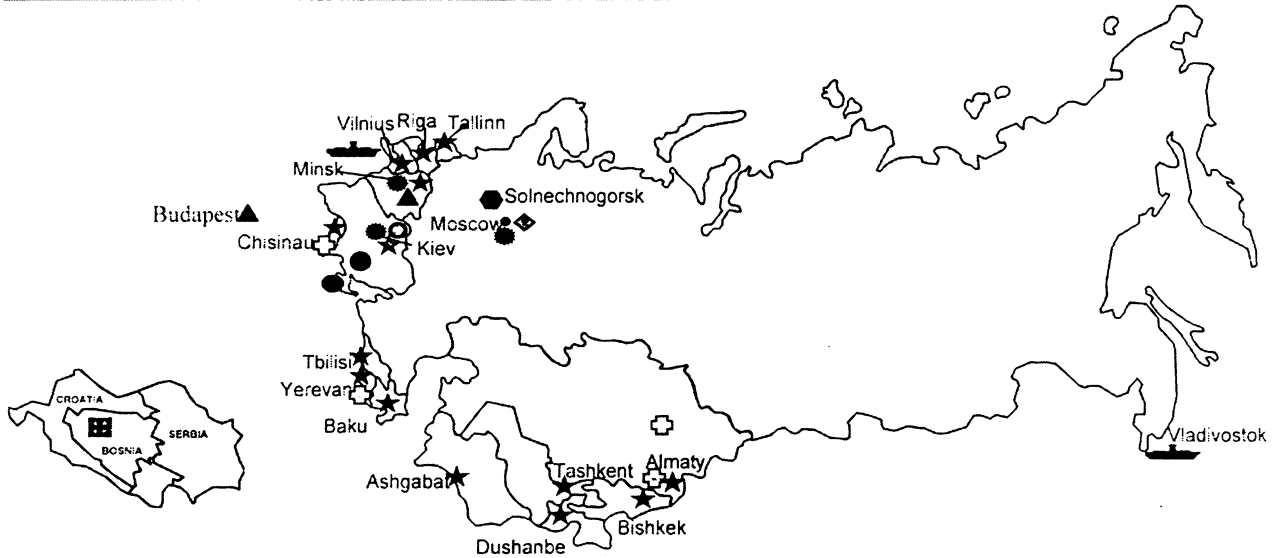 Vilnius Riga Tallinn
Minsk
Solnechnogorsk
Budapest
Moscow
Chisinau
Kiev
Tbilisi
Yerevan
Baku
CROATIA
SERBIA
BOSNIA
Vladivostok
Ashgabat
Tashkent
Almaty
Bishkek
Dushanbe